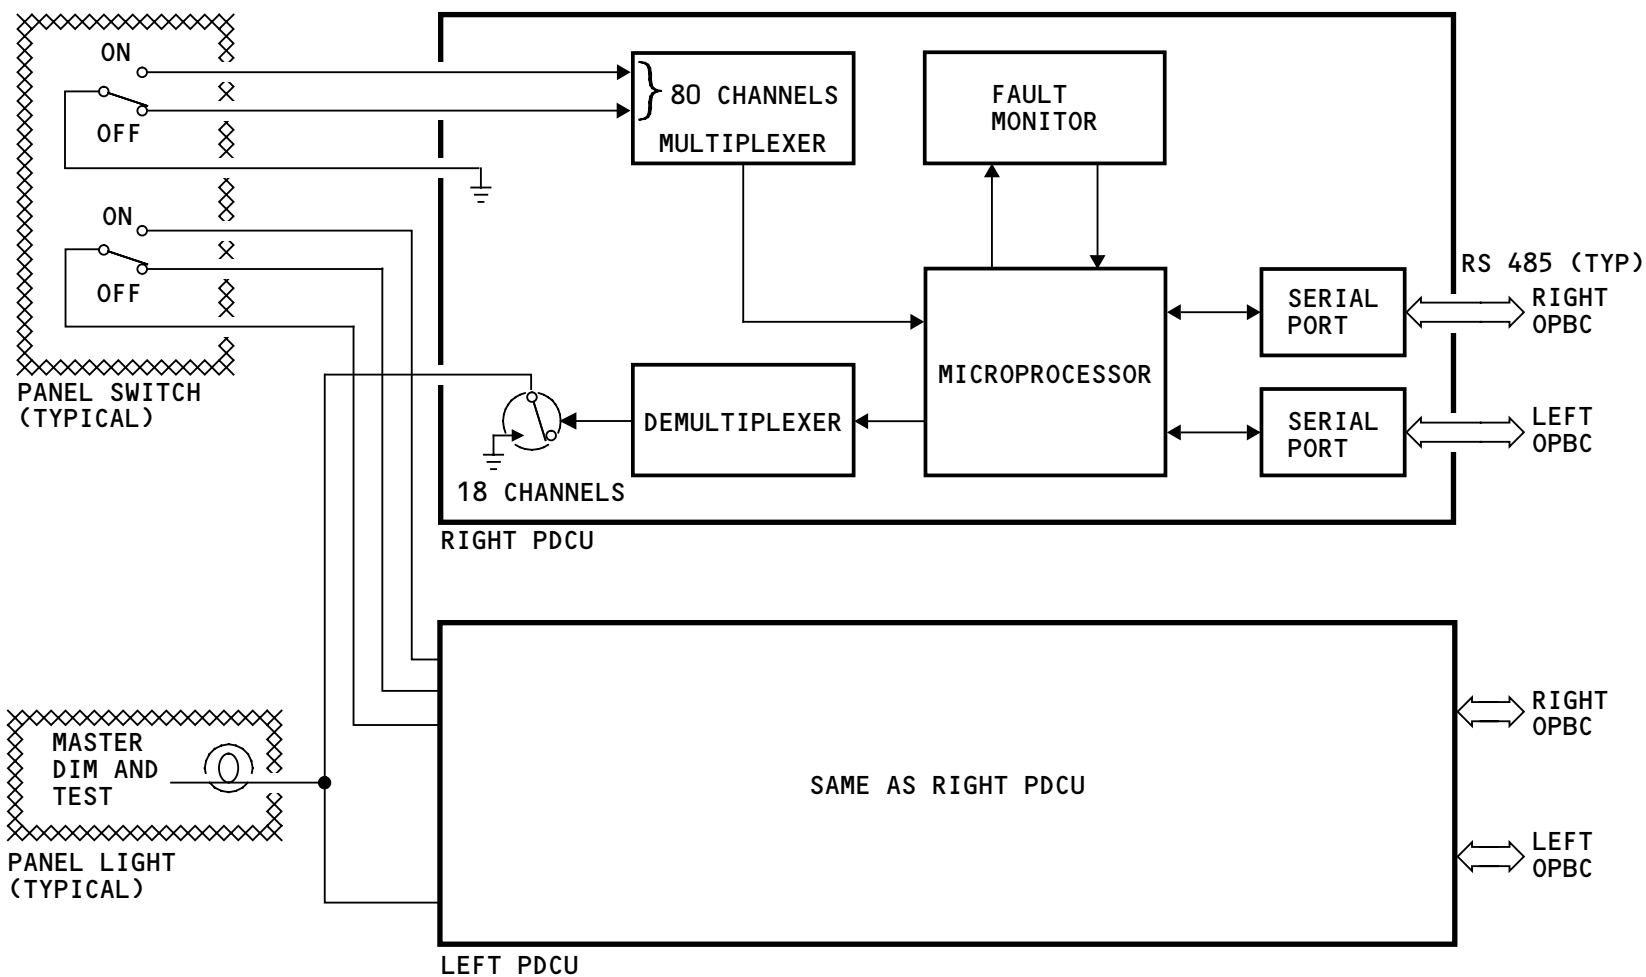 ON
OFF
ON
OFF
PANEL SWITCH
(TYPICAL)
80 CHANNELS
MULTIPLEXER
FAULT
MONITOR
MICROPROCESSOR
DEMULTIPLEXER
18 CHANNELS
SERIAL
PORT
SERIAL
PORT
RS 485 (TYP)
RIGHT
OPBC
LEFT
OPBC
RIGHT PDCU
MASTER
DIM AND
TEST
PANEL LIGHT
(TYPICAL)
SAME AS RIGHT PDCU
RIGHT
OPBC
LEFT
OPBC
LEFT PDCU